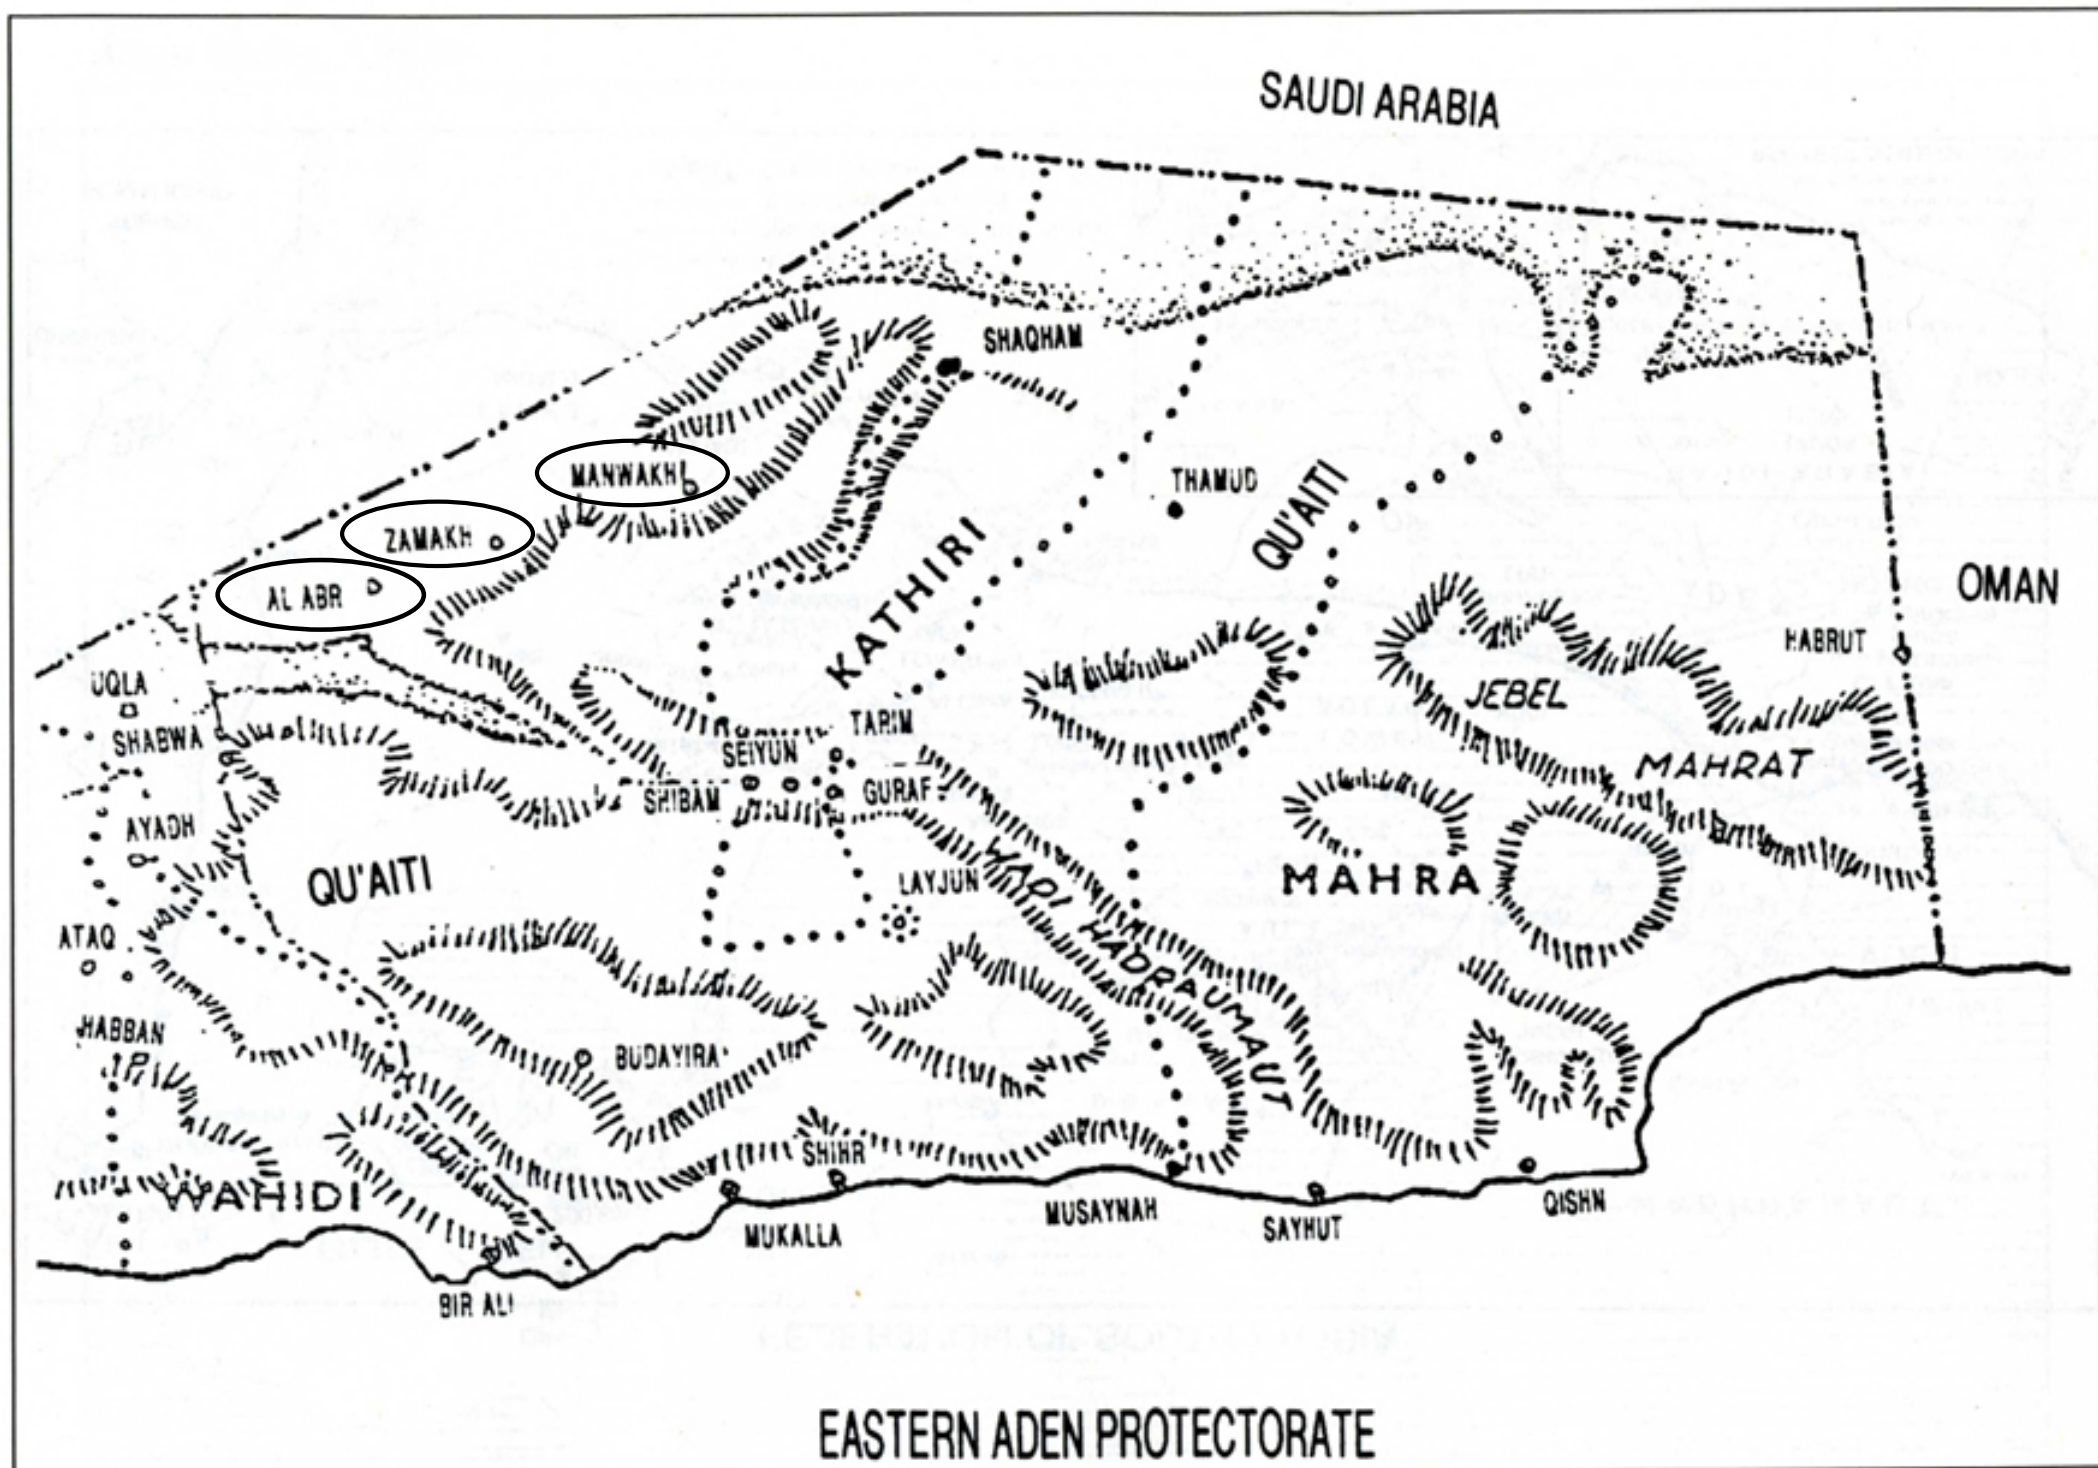 SAUDI ARABIA
SHAQHAM
MANWAKH
THAMUD
QU'AITI
ZAMAKH
KATHIRI
AL ABR
OMAN
HABRUT
UQLA
JEBEL
SHABWA
TARIM
SEIYUN
MAHRAT
SHIBAM
GURAF
AYADH
QU'AITI
LAYJUN
MAHRA
WADI HADRAUMAUT
ATAQ
HABBAN
BUDAYIRA
SHIHR
WAHIDI
MUKALLA
MUSAYNAH
SAYHUT
QISHN
BIR ALI
EASTERN ADEN PROTECTORATE